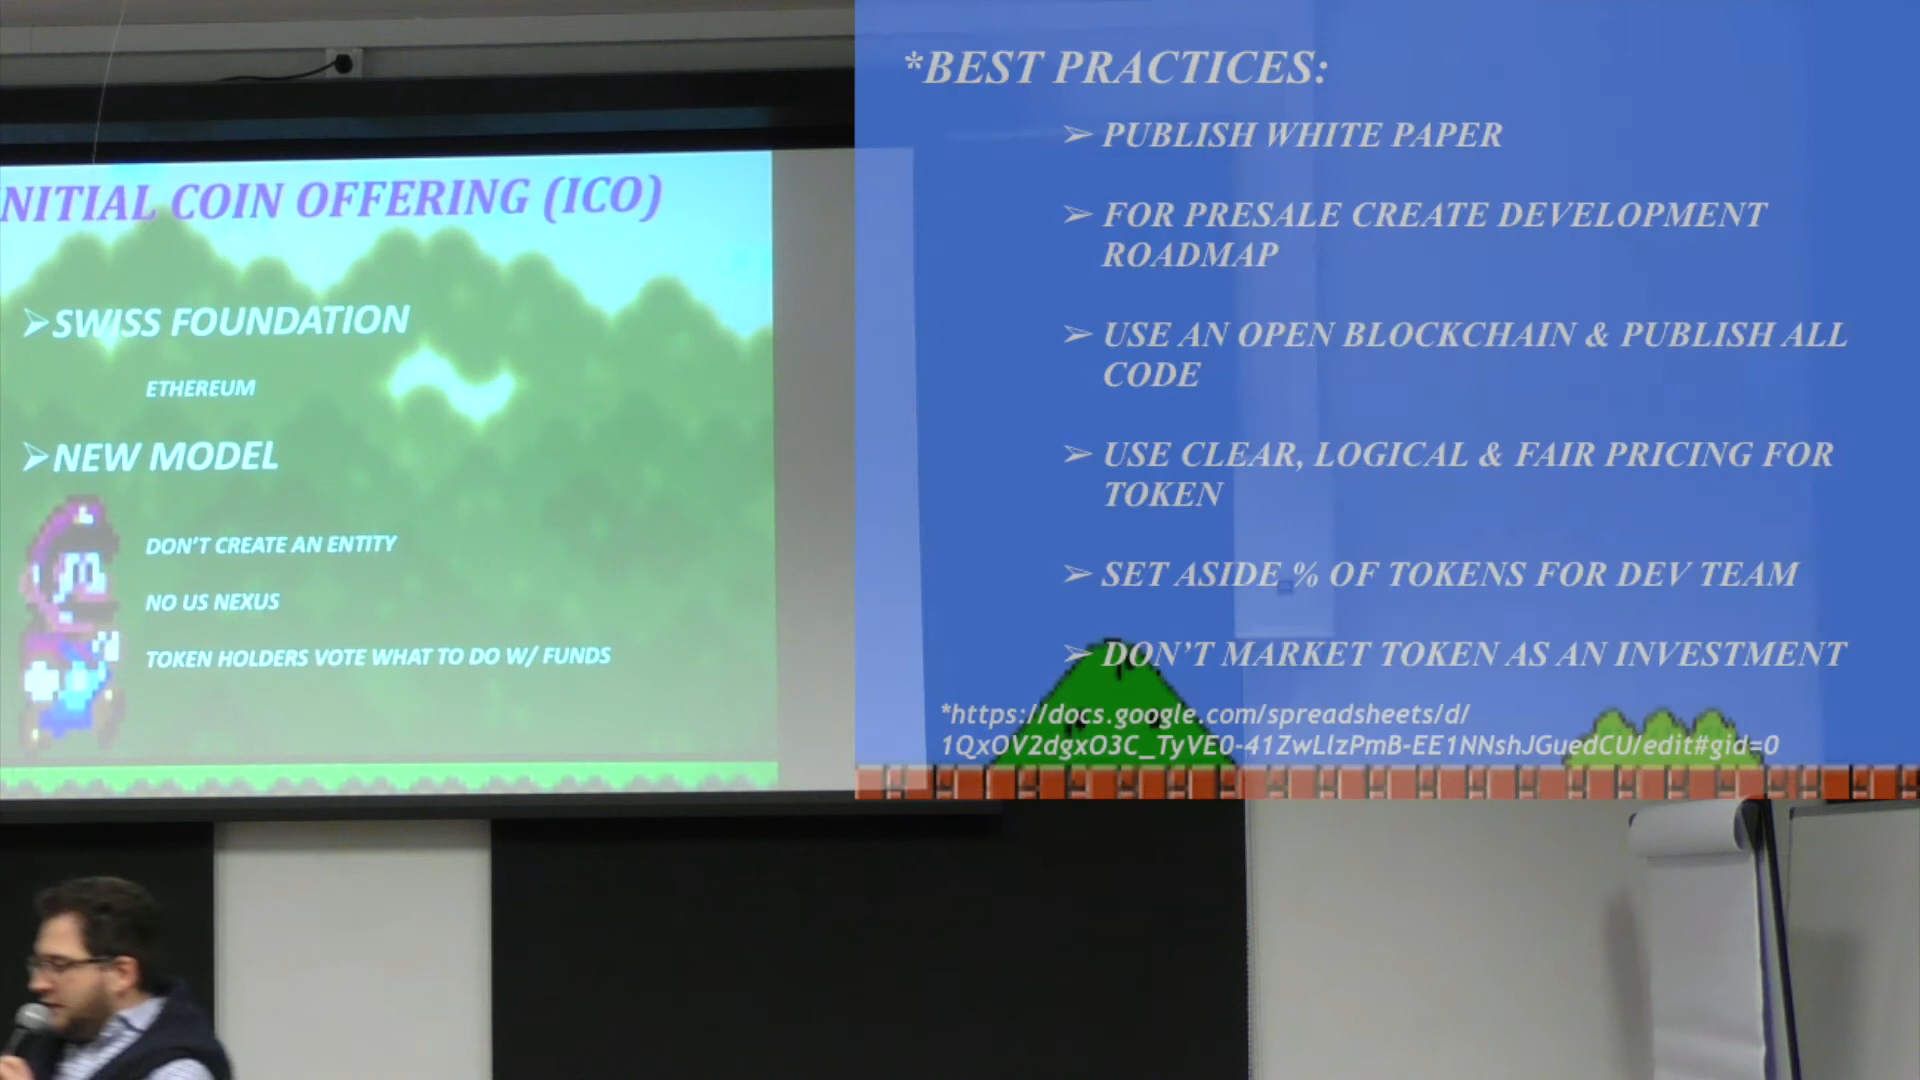 NITIAL COIN OFFERING (ICO)
➢SWISS FOUNDATION
ETHEREUM
➢NEW MODEL
DON'T CREATE AN ENTITY
NO US NEXUS
TOKEN HOLDERS VOTE WHAT TO DO W/ FUNDS
*BEST PRACTICES:
➢ PUBLISH WHITE PAPER
➢ FOR PRESALE CREATE DEVELOPMENT
ROADMAP
➢ USE AN OPEN BLOCKCHAIN & PUBLISH ALL
CODE
➢ USE CLEAR, LOGICAL & FAIR PRICING FOR
TOKEN
➢ SET ASIDE % OF TOKENS FOR DEV TEAM
➢ DON'T MARKET TOKEN AS AN INVESTMENT
*https://docs.google.com/spreadsheets/d/
1QxOV2dgxO3C_TyVE0-41ZwLlzPmB-EE1NNshJGuedCU/edit#gid=0